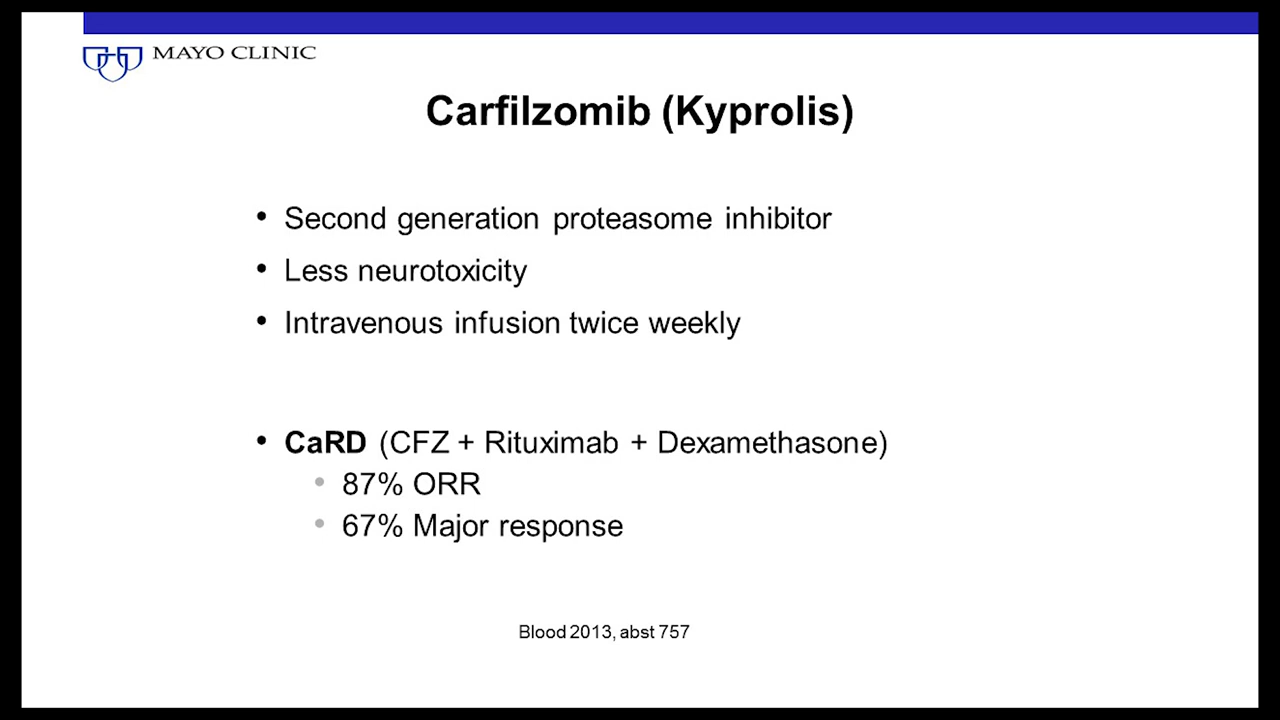 MAYO CLINIC
Carfilzomib (Kyprolis)
• Second generation proteasome inhibitor
• Less neurotoxicity
• Intravenous infusion twice weekly
• CaRD (CFZ + Rituximab + Dexamethasone)
• 87% ORR
• 67% Major response
Blood 2013, abst 757